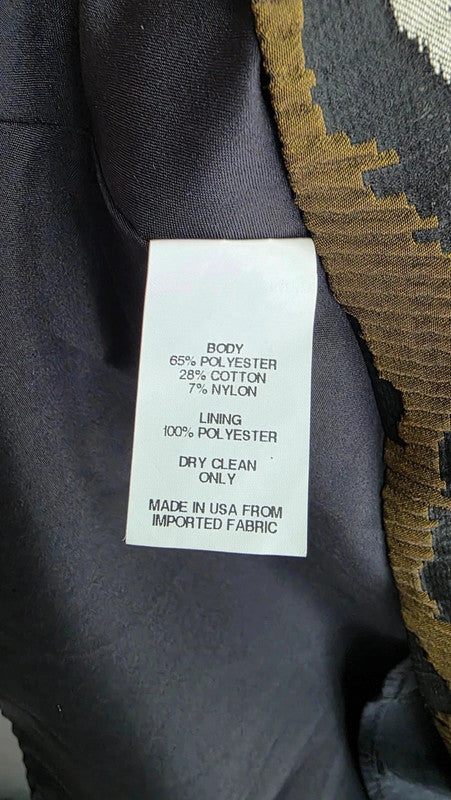 BODY
65% POLYESTER
28% COTTON
7% NYLON
LINING
100% POLYESTER
DRY CLEAN
ONLY
MADE IN USA FROM
IMPORTED FABRIC